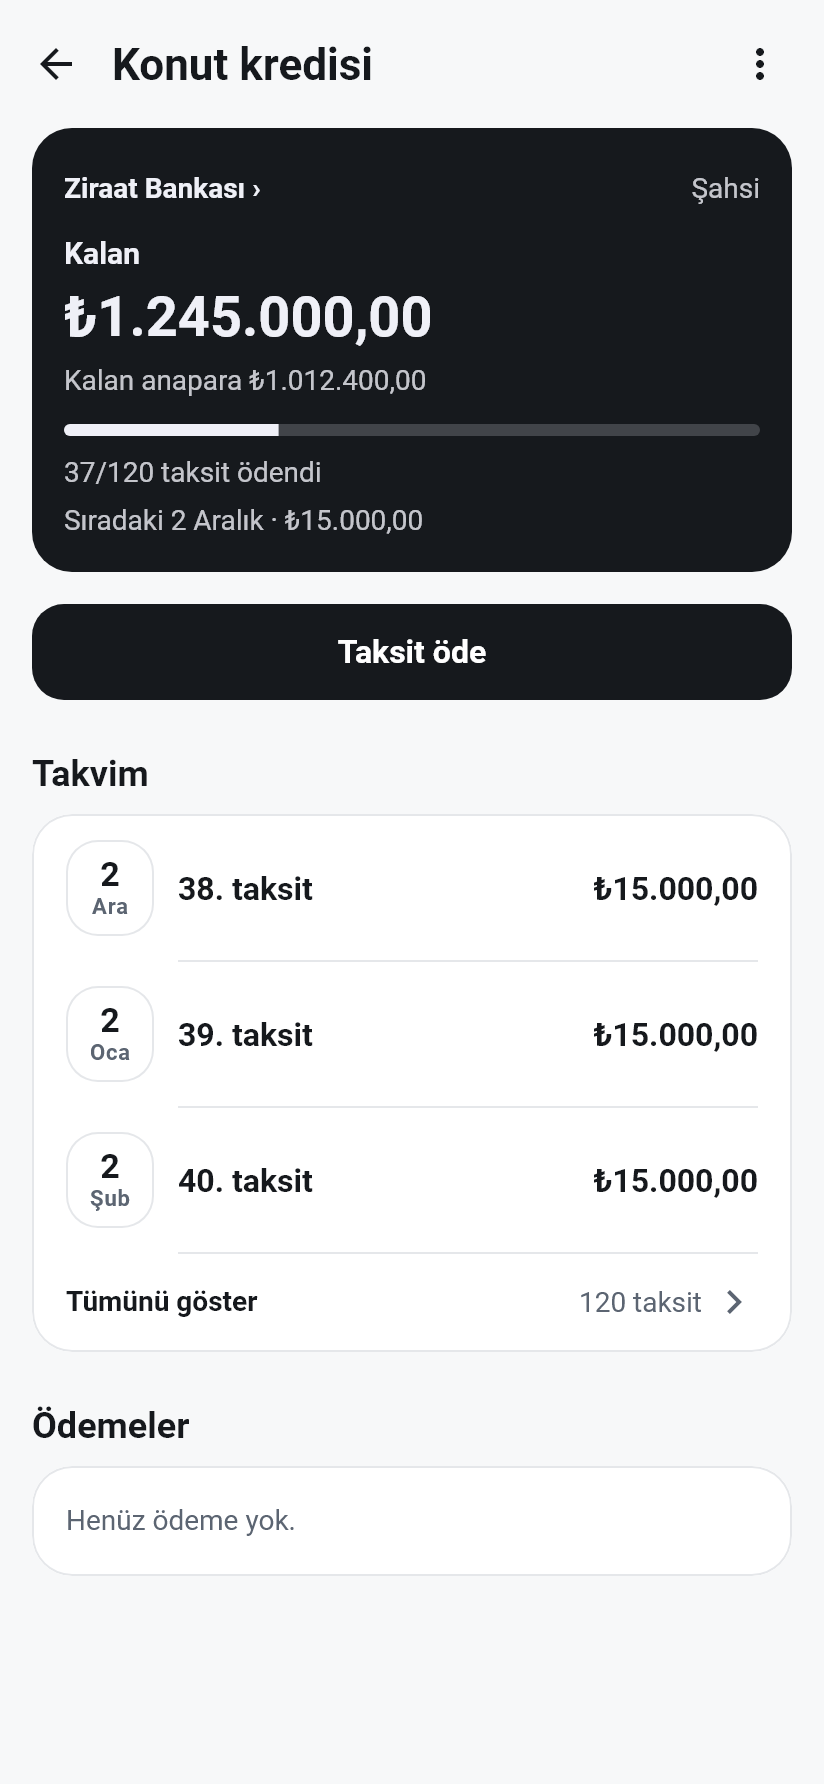 Konut kredisi
Ziraat Bankası ›
Şahsi
Kalan
₺1.245.000,00
Kalan anapara ₺1.012.400,00
37/120 taksit ödendi
Sıradaki 2 Aralık · ₺15.000,00
Taksit öde
Takvim
2
Ara
38. taksit
₺15.000,00
2
Oca
39. taksit
₺15.000,00
2
Şub
40. taksit
₺15.000,00
Tümünü göster
120 taksit
Ödemeler
Henüz ödeme yok.